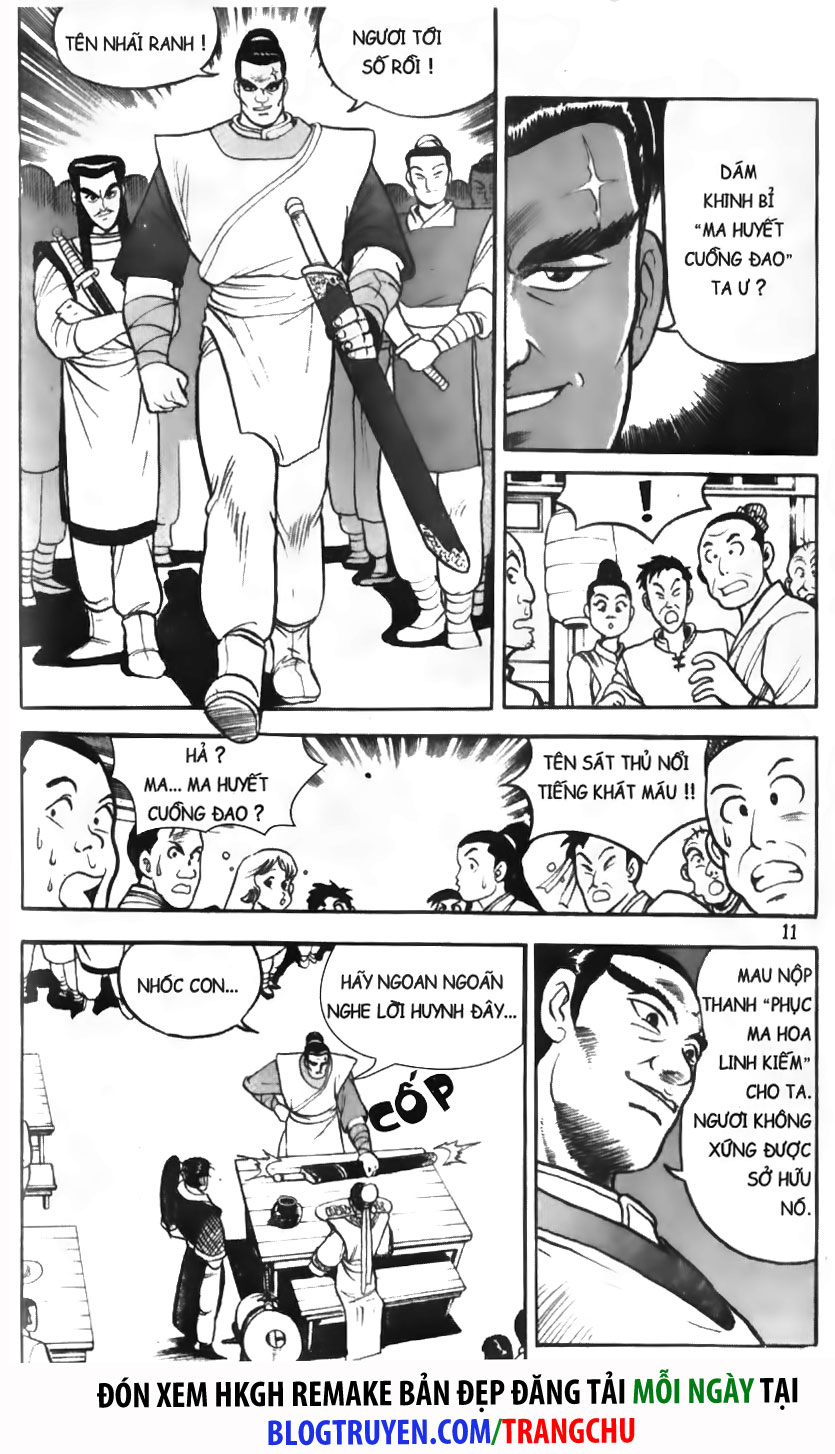 TÊN NHÃI RANH !
NGƯƠI TỚI
SỐ RỒI !
DÁM
KHINH BỈ
“MA HUYẾT
CUỒNG ĐAO”
TA Ư ?
!
HẢ ?
MA... MA HUYẾT
CUỒNG ĐAO ?
TÊN SÁT THỦ NỔI
TIẾNG KHÁT MÁU !!
11
NHÓC CON...
HÃY NGOAN NGOÃN
NGHE LỜI HUYNH ĐÂY...
CỐP
MAU NỘP
THANH “PHỤC
MA HOA
LINH KIẾM”
CHO TA.
NGƯƠI KHÔNG
XỨNG ĐƯỢC
SỞ HỮU
NÓ.
ĐÓN XEM HKGH REMAKE BẢN ĐẸP ĐĂNG TẢI MỖI NGÀY TẠI
BLOGTRUYEN.COM/TRANGCHU